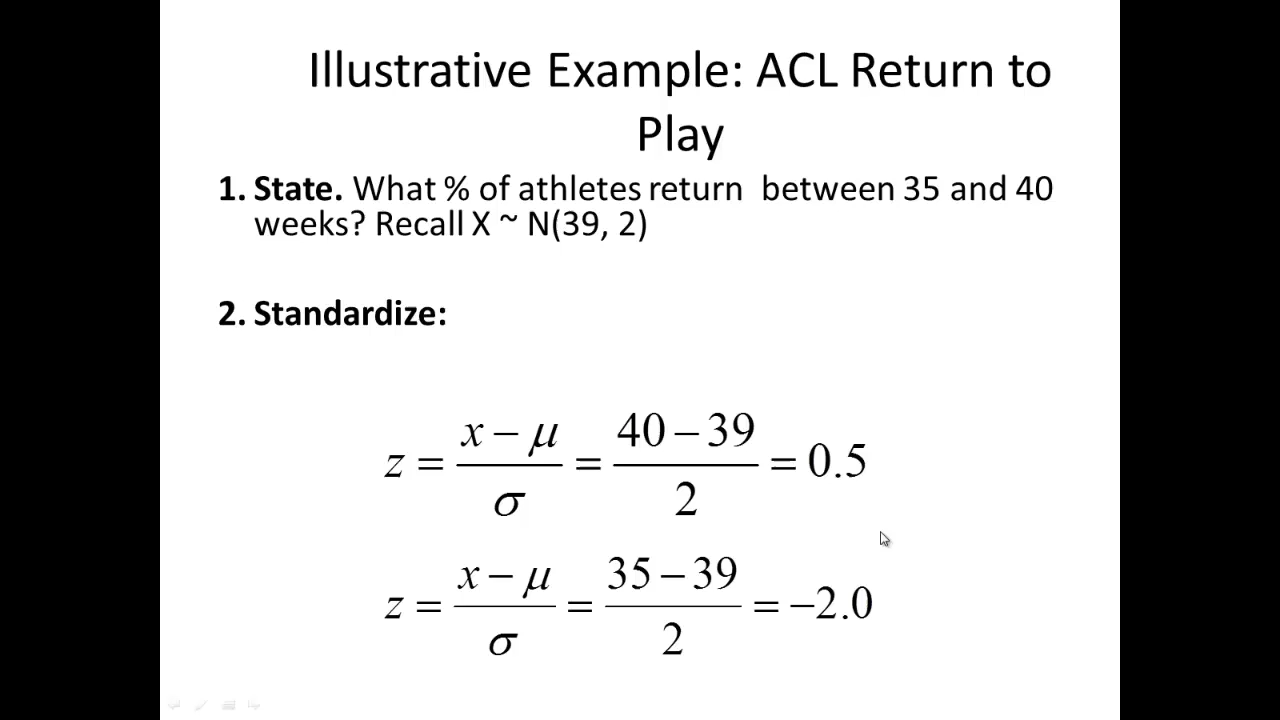 Illustrative Example: ACL Return to
Play
1. State. What % of athletes return between 35 and 40
weeks? Recall X ~ N(39, 2)
2. Standardize:
z = (x − μ)/σ = (40 − 39)/2 = 0.5
z = (x − μ)/σ = (35 − 39)/2 = −2.0